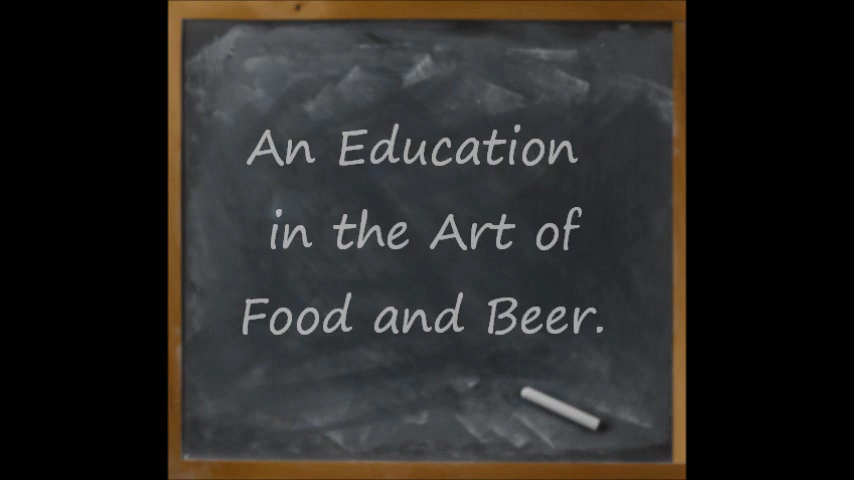 An Education
in the Art of
Food and Beer.